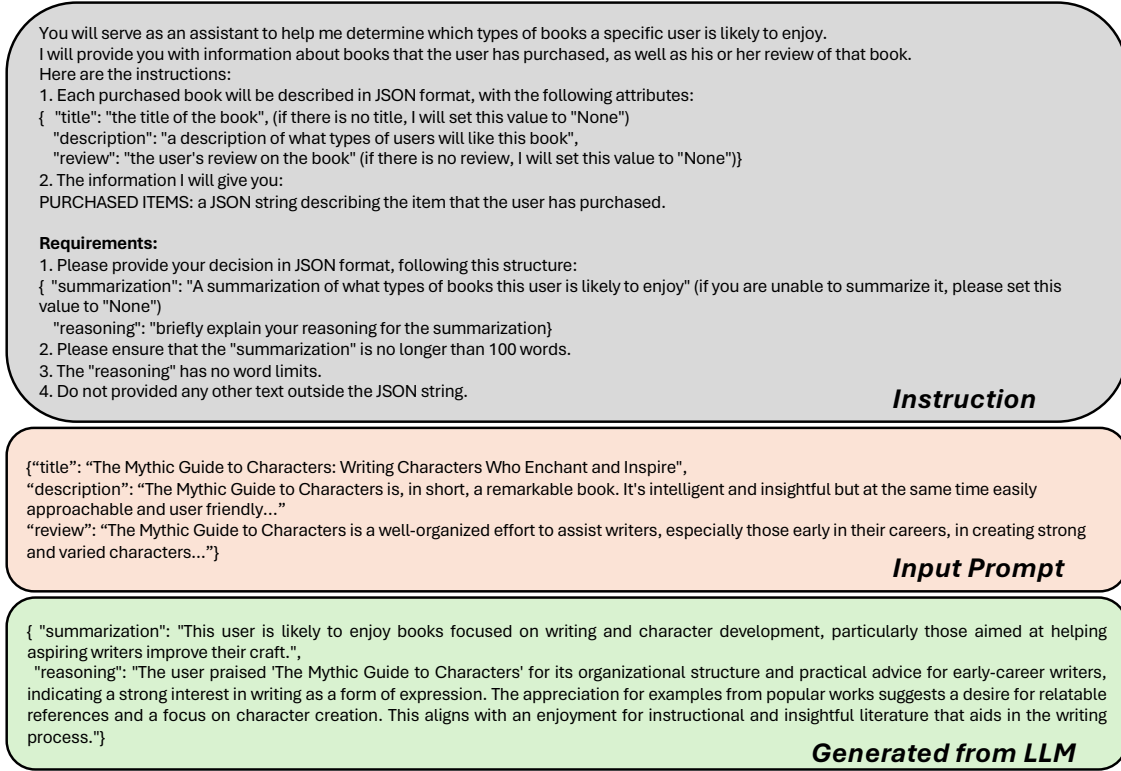 You will serve as an assistant to help me determine which types of books a specific user is likely to enjoy.
I will provide you with information about books that the user has purchased, as well as his or her review of that book.
Here are the instructions:
1. Each purchased book will be described in JSON format, with the following attributes:
{ "title": "the title of the book", (if there is no title, I will set this value to "None")
"description": "a description of what types of users will like this book",
"review": "the user's review on the book" (if there is no review, I will set this value to "None")}
2. The information I will give you:
PURCHASED ITEMS: a JSON string describing the item that the user has purchased.
Requirements:
1. Please provide your decision in JSON format, following this structure:
{ "summarization": "A summarization of what types of books this user is likely to enjoy" (if you are unable to summarize it, please set this
value to "None")
"reasoning": "briefly explain your reasoning for the summarization}
2. Please ensure that the "summarization" is no longer than 100 words.
3. The "reasoning" has no word limits.
4. Do not provided any other text outside the JSON string.
Instruction
{“title”: “The Mythic Guide to Characters: Writing Characters Who Enchant and Inspire",
“description”: “The Mythic Guide to Characters is, in short, a remarkable book. It's intelligent and insightful but at the same time easily
approachable and user friendly...”
“review”: “The Mythic Guide to Characters is a well-organized effort to assist writers, especially those early in their careers, in creating strong
and varied characters...”}
Input Prompt
{ "summarization": "This user is likely to enjoy books focused on writing and character development, particularly those aimed at helping
aspiring writers improve their craft.",
"reasoning": "The user praised 'The Mythic Guide to Characters' for its organizational structure and practical advice for early-career writers,
indicating a strong interest in writing as a form of expression. The appreciation for examples from popular works suggests a desire for relatable
references and a focus on character creation. This aligns with an enjoyment for instructional and insightful literature that aids in the writing
process."}
Generated from LLM